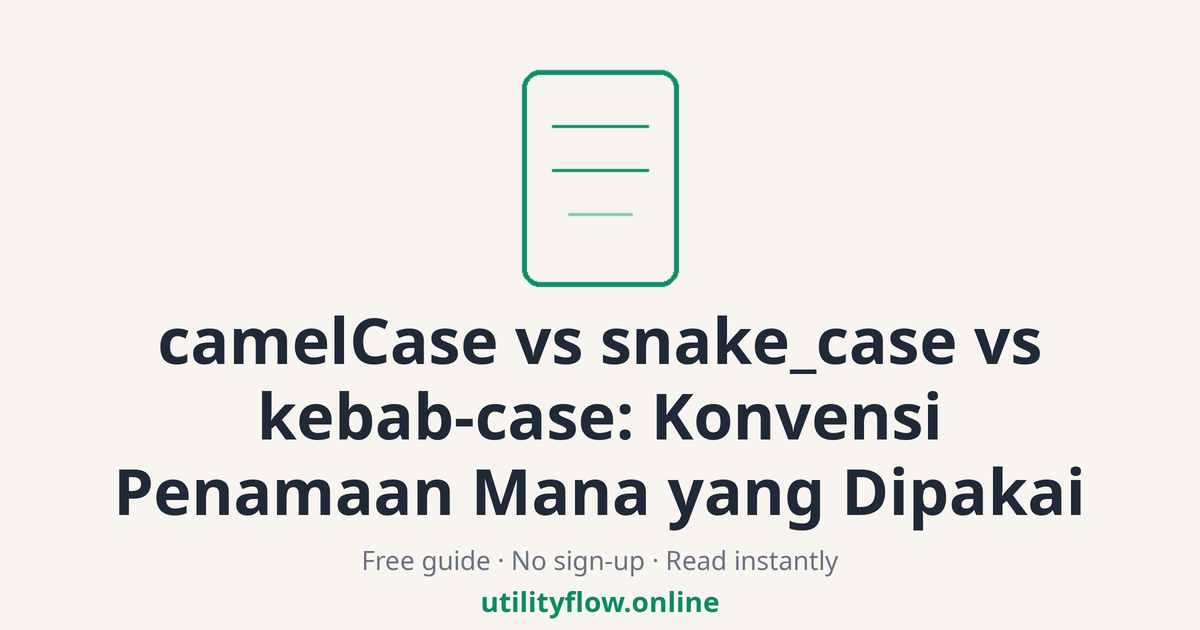 camelCase vs snake_case vs
kebab-case: Konvensi
Penamaan Mana yang Dipakai
Free guide · No sign-up · Read instantly
utilityflow.online